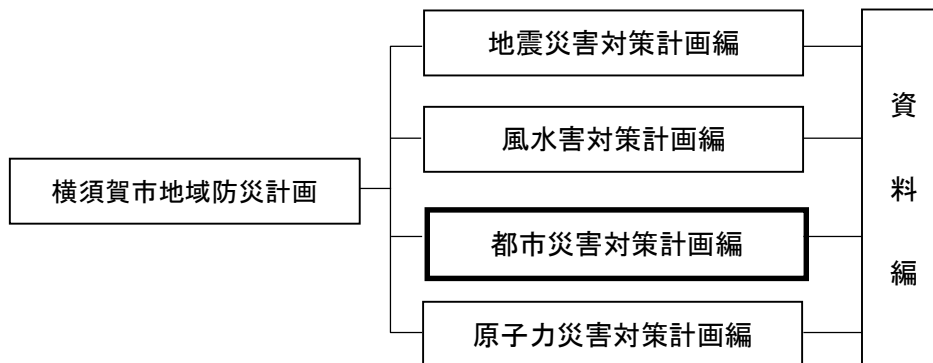 横須賀市地域防災計画
地震災害対策計画編
風水害対策計画編
都市災害対策計画編
原子力災害対策計画編
資料編